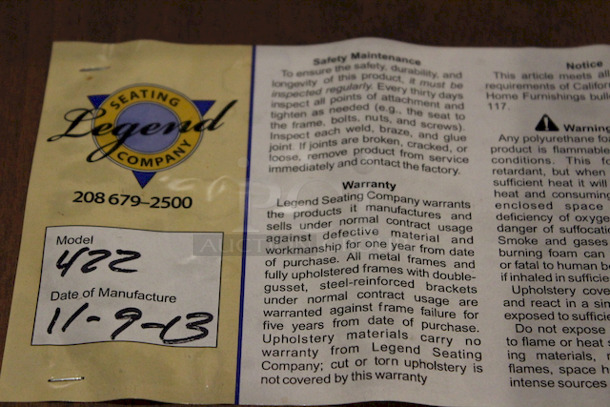 SEATING
Legend
COMPANY
208 679-2500
Model
422
Date of Manufacture
11-9-13
Safety Maintenance
To ensure the safety, durability, and
longevity of this product, it must be
inspected regularly. Every thirty days
inspect all points of attachment and
tighten as needed (e.g., the seat to
the frame, bolts, nuts, and screws).
Inspect each weld, braze, and glue
joint. If joints are broken, cracked, or
loose, remove product from service
immediately and contact the factory.
Warranty
Legend Seating Company warrants
the products it manufactures and
sells under normal contract usage
against defective material and
workmanship for one year from date
of purchase. All metal frames and
fully upholstered frames with double-
gusset, steel-reinforced brackets
under normal contract usage are
warranted against frame failure for
five years from date of purchase.
Upholstery materials carry no
warranty from Legend Seating
Company; cut or torn upholstery is
not covered by this warranty
Notice
This article meets all
requirements of Califor
Home Furnishings bull
117.
Warning
Any polyurethane foa
product is flammable
conditions. This fo
retardant, but when
sufficient heat it will
heat and consuming
enclosed space
deficiency of oxyge
danger of suffocatio
Smoke and gases
burning foam can
or fatal to human be
if inhaled in sufficie
Upholstery cove
and react in a sim
exposed to sufficie
Do not expose
to flame or heat s
ing materials,
flames, space h
intense sources